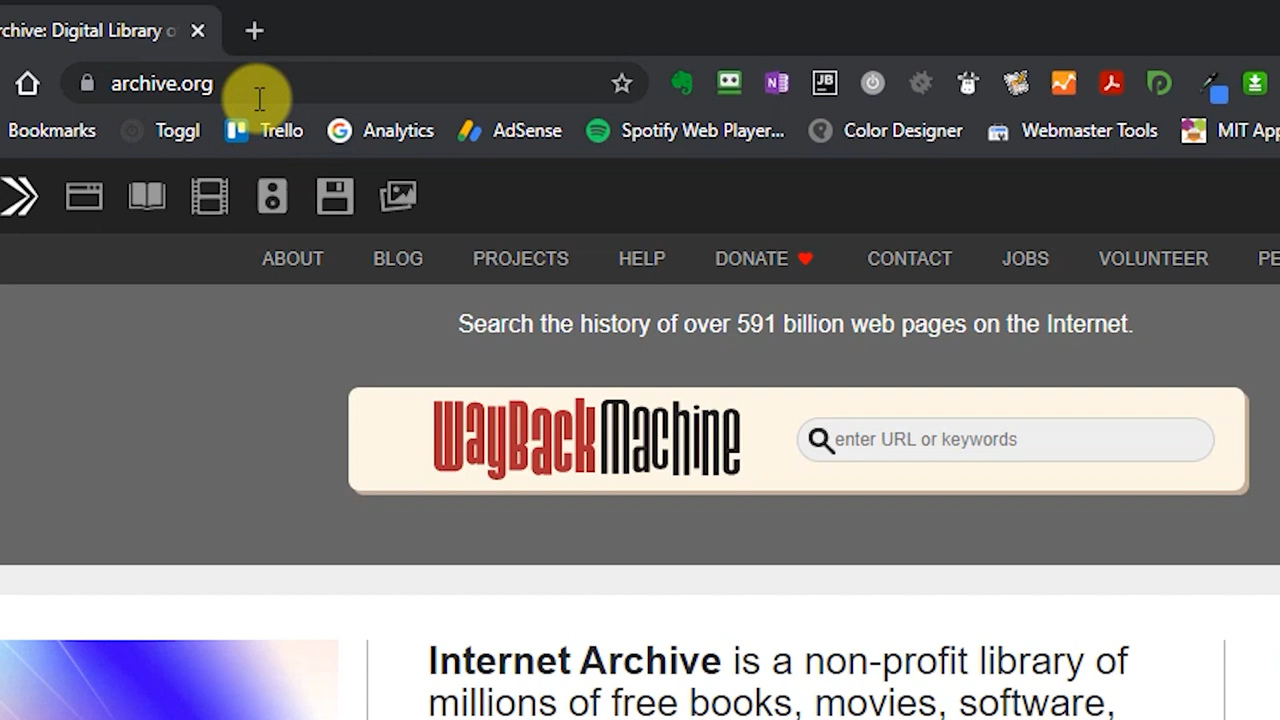 rchive: Digital Library o
archive.org
JB
Bookmarks Toggl Trello Analytics AdSense Spotify Web Player... Color Designer Webmaster Tools MIT App
ABOUT BLOG PROJECTS HELP DONATE CONTACT JOBS VOLUNTEER PE
Search the history of over 591 billion web pages on the Internet.
WayBackMachine enter URL or keywords
Internet Archive is a non-profit library of
millions of free books, movies, software,